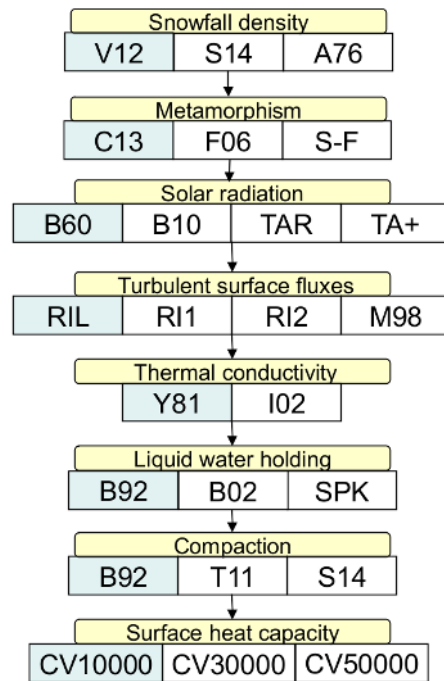 Snowfall density
V12 S14 A76
Metamorphism
C13 F06 S-F
Solar radiation
B60 B10 TAR TA+
Turbulent surface fluxes
RIL RI1 RI2 M98
Thermal conductivity
Y81 I02
Liquid water holding
B92 B02 SPK
Compaction
B92 T11 S14
Surface heat capacity
CV10000 CV30000 CV50000